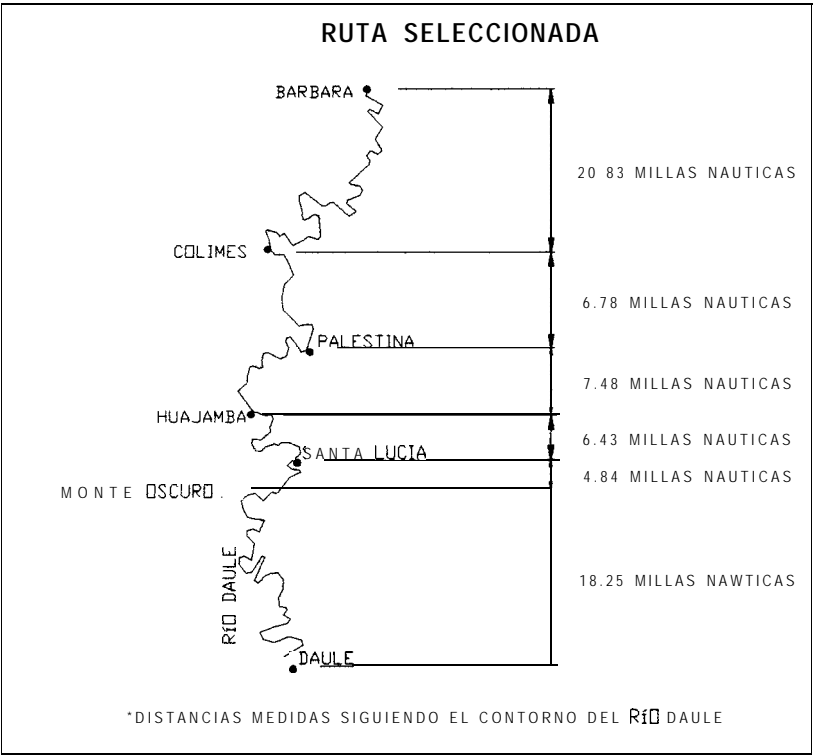 RUTA SELECCIONADA
BARBARA
20 83 MILLAS NAUTICAS
COLIMES
6.78 MILLAS NAUTICAS
PALESTINA
7.48 MILLAS NAUTICAS
HUAJAMBA
6.43 MILLAS NAUTICAS
SANTA LUCIA
4.84 MILLAS NAUTICAS
MONTE OSCURO.
RÍO DAULE
18.25 MILLAS NAWTICAS
DAULE
*DISTANCIAS MEDIDAS SIGUIENDO EL CONTORNO DEL RÍO DAULE